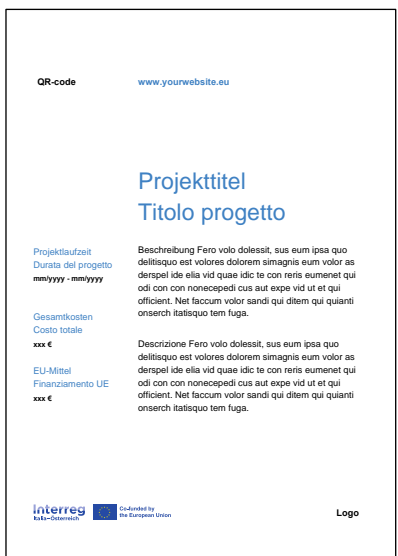 QR-code
www.yourwebsite.eu
Projekttitel
Titolo progetto
Projektlaufzeit
Durata del progetto
mm/yyyy - mm/yyyy
Gesamtkosten
Costo totale
xxx €
EU-Mittel
Finanziamento UE
xxx €
Beschreibung Fero volo dolessit, sus eum ipsa quo
delitisquo est volores dolorem simagnis eum volor as
derspel ide elia vid quae idic te con reris eumenet qui
odi con con nonecepedi cus aut expe vid ut et qui
officient. Net faccum volor sandi qui ditem qui quianti
onserch itatisquo tem fuga.
Descrizione Fero volo dolessit, sus eum ipsa quo
delitisquo est volores dolorem simagnis eum volor as
derspel ide elia vid quae idic te con reris eumenet qui
odi con con nonecepedi cus aut expe vid ut et qui
officient. Net faccum volor sandi qui ditem qui quianti
onserch itatisquo tem fuga.
Interreg
Italia–Österreich
Co-funded by
the European Union
Logo